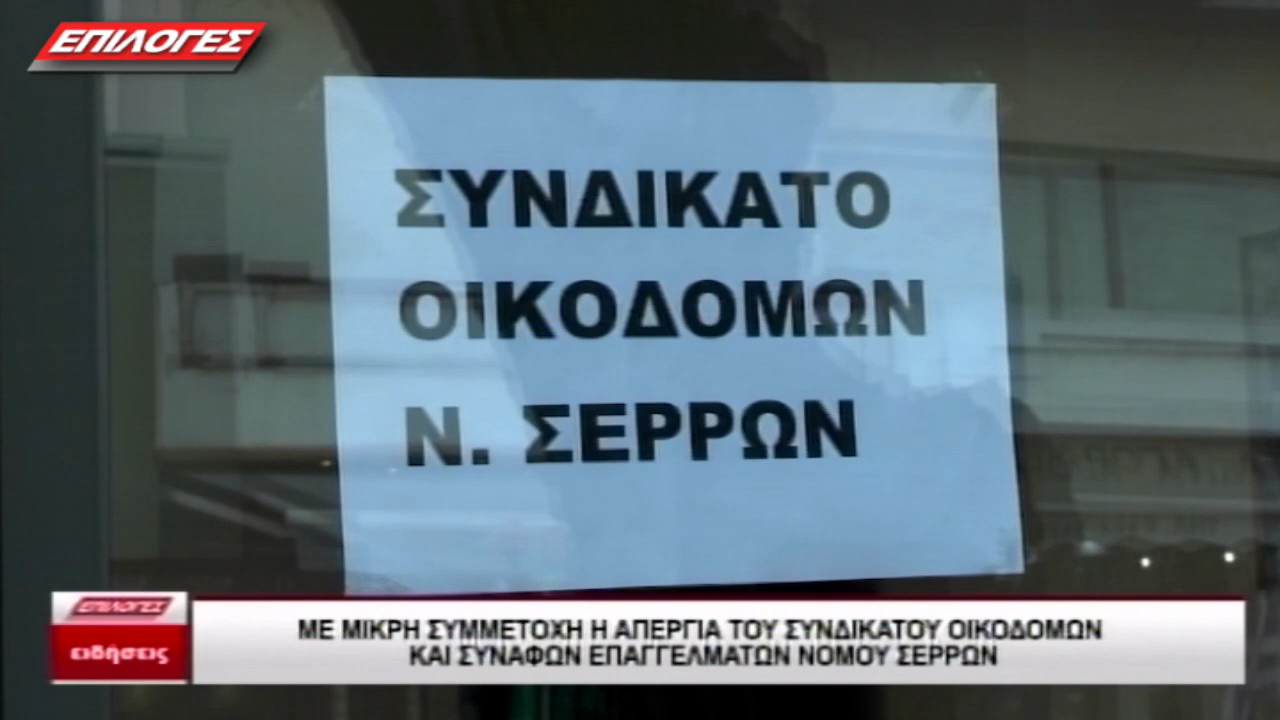 ΕΠΙΛΟΓΕΣ
ΣΥΝΔΙΚΑΤΟ
ΟΙΚΟΔΟΜΩΝ
Ν. ΣΕΡΡΩΝ
ΕΠΙΛΟΓΕΣ
ειδήσεις
ΜΕ ΜΙΚΡΗ ΣΥΜΜΕΤΟΧΗ Η ΑΠΕΡΓΙΑ ΤΟΥ ΣΥΝΔΙΚΑΤΟΥ ΟΙΚΟΔΟΜΩΝ
ΚΑΙ ΣΥΝΑΦΩΝ ΕΠΑΓΓΕΛΜΑΤΩΝ ΝΟΜΟΥ ΣΕΡΡΩΝ